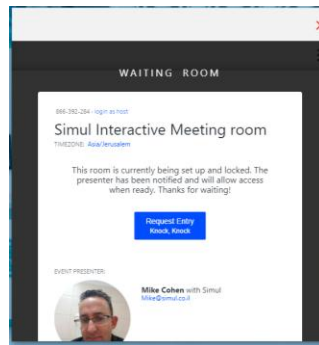 WAITING ROOM
866-392-284 - login as host
Simul Interactive Meeting room
TIMEZONE: Asia/Jerusalem
This room is currently being set up and locked. The
presenter has been notified and will allow access
when ready. Thanks for waiting!
Request Entry
Knock, Knock
EVENT PRESENTER:
Mike Cohen with Simul
Mike@simul.co.il